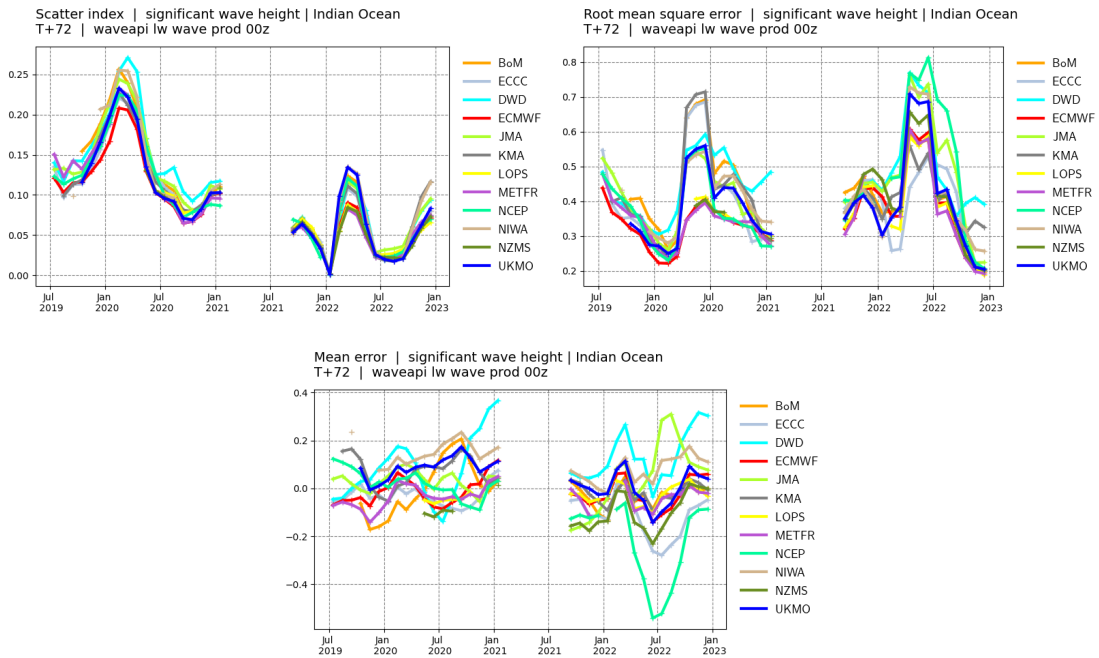 Scatter index | significant wave height | Indian Ocean
T+72 | waveapi lw wave prod 00z
0.25
0.20
0.15
0.10
0.05
0.00
Jul 2019
Jan 2020
Jul 2020
Jan 2021
Jul 2021
Jan 2022
Jul 2022
Jan 2023
BoM
ECCC
DWD
ECMWF
JMA
KMA
LOPS
METFR
NCEP
NIWA
NZMS
UKMO
Root mean square error | significant wave height | Indian Ocean
T+72 | waveapi lw wave prod 00z
0.8
0.7
0.6
0.5
0.4
0.3
0.2
Jul 2019
Jan 2020
Jul 2020
Jan 2021
Jul 2021
Jan 2022
Jul 2022
Jan 2023
BoM
ECCC
DWD
ECMWF
JMA
KMA
LOPS
METFR
NCEP
NIWA
NZMS
UKMO
Mean error | significant wave height | Indian Ocean
T+72 | waveapi lw wave prod 00z
0.4
0.2
0.0
−0.2
−0.4
Jul 2019
Jan 2020
Jul 2020
Jan 2021
Jul 2021
Jan 2022
Jul 2022
Jan 2023
BoM
ECCC
DWD
ECMWF
JMA
KMA
LOPS
METFR
NCEP
NIWA
NZMS
UKMO